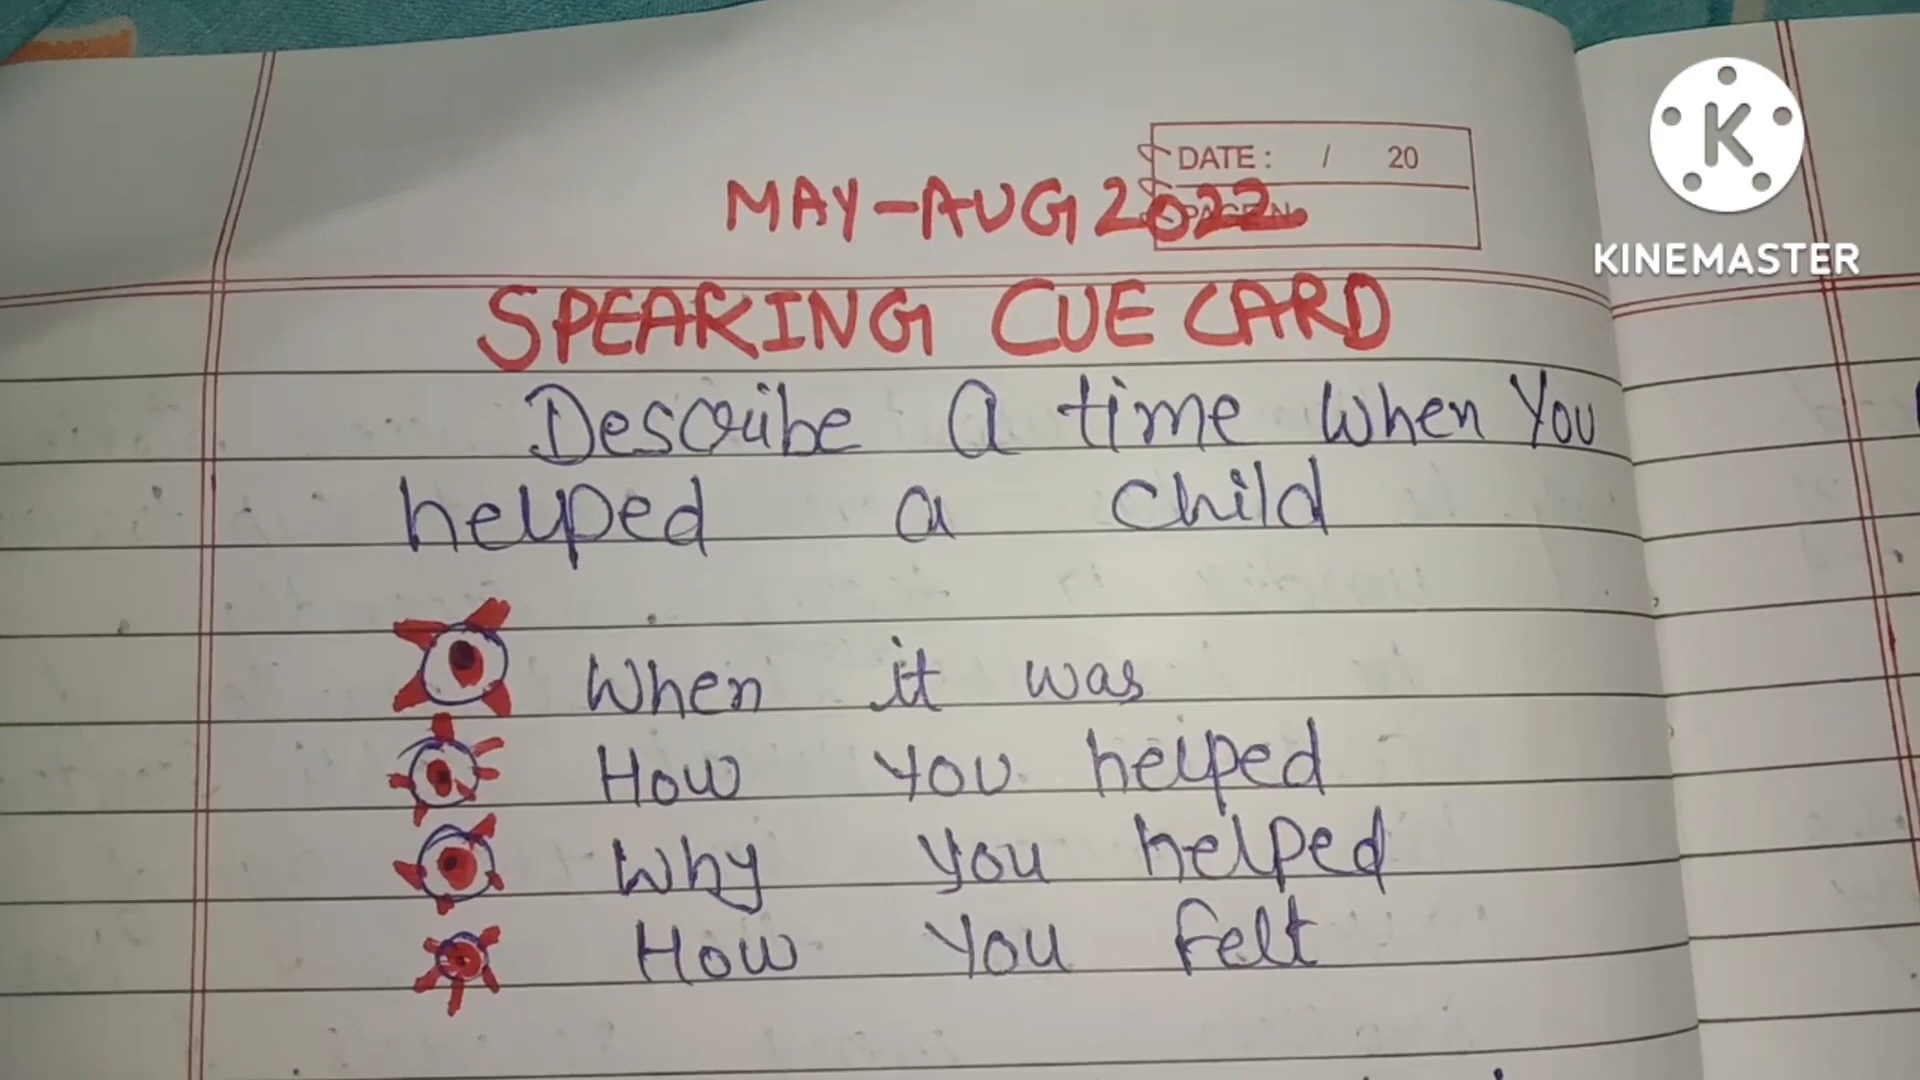 DATE : / 20
MAY-AUG 2022
KINEMASTER
SPEAKING CUE CARD
Describe a time when You
helped a child
When it was
How you helped
Why you helped
How you felt